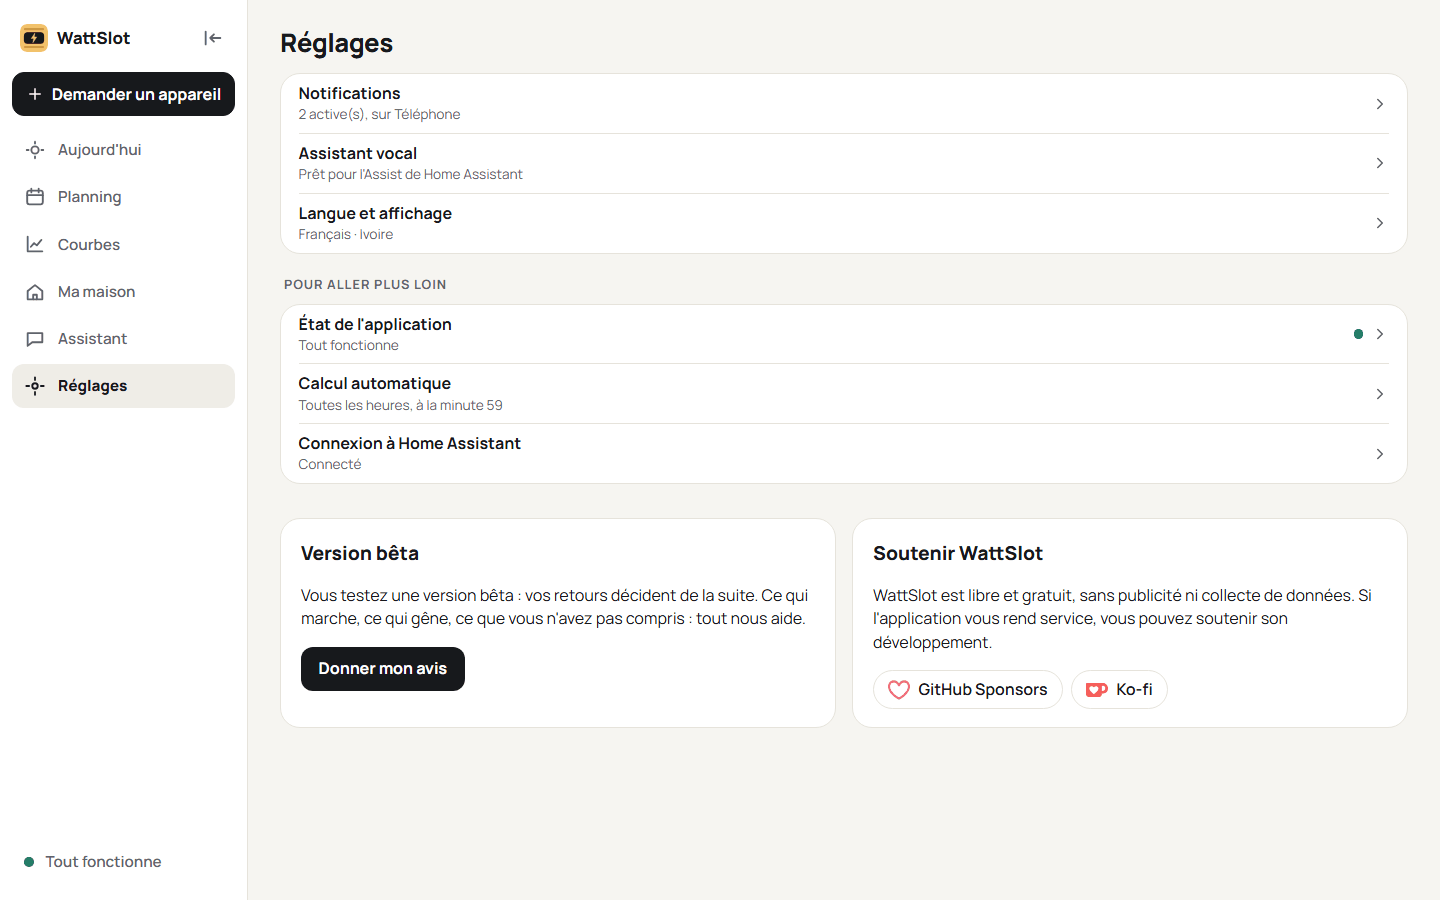 WattSlot
Demander un appareil
Aujourd'hui
Planning
Courbes
Ma maison
Assistant
Réglages
Tout fonctionne
Réglages
Notifications
2 active(s), sur Téléphone
Assistant vocal
Prêt pour l'Assist de Home Assistant
Langue et affichage
Français · Ivoire
POUR ALLER PLUS LOIN
État de l'application
Tout fonctionne
Calcul automatique
Toutes les heures, à la minute 59
Connexion à Home Assistant
Connecté
Version bêta
Vous testez une version bêta : vos retours décident de la suite. Ce qui
marche, ce qui gêne, ce que vous n'avez pas compris : tout nous aide.
Donner mon avis
Soutenir WattSlot
WattSlot est libre et gratuit, sans publicité ni collecte de données. Si
l'application vous rend service, vous pouvez soutenir son
développement.
GitHub Sponsors
Ko-fi